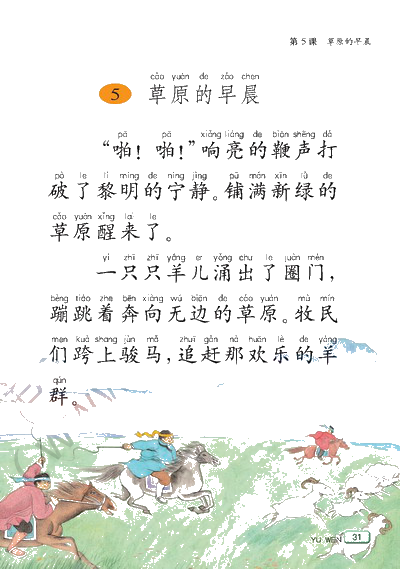 第5课 草原的早晨
cǎo yuán de zǎo chen
5 草原的早晨
pā pā xiǎng liàng de biān shēng dǎ
“啪！啪！”响亮的鞭声打
pò le lí míng de níng jìng pū mǎn xīn lǜ de
破了黎明的宁静。铺满新绿的
cǎo yuán xǐng lái le
草原醒来了。
yì zhī zhī yáng er yǒng chū le juàn mén
一只只羊儿涌出了圈门，
bèng tiào zhe bēn xiàng wú biān de cǎo yuán mù mín
蹦跳着奔向无边的草原。牧民
men kuà shang jùn mǎ zhuī gǎn nà huān lè de yáng
们跨上骏马，追赶那欢乐的羊
qún
群。
YU WEN 31